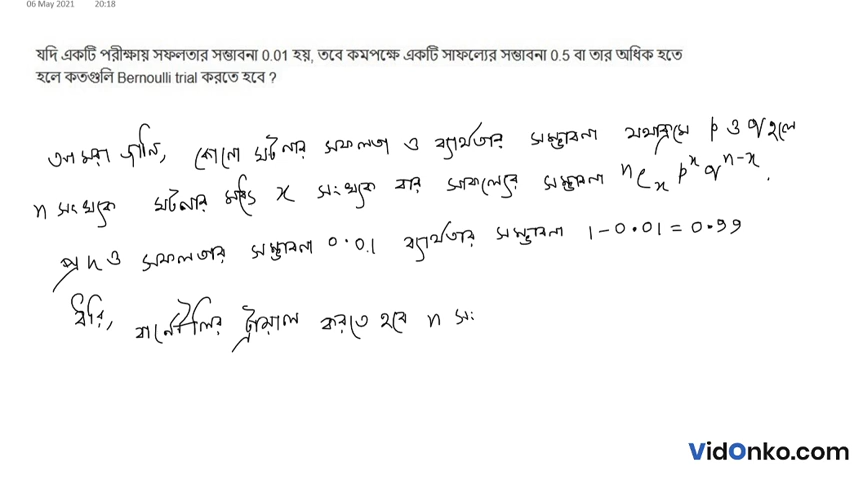 06 May 2021 20:18
যদি একটি পরীক্ষায় সফলতার সম্ভাবনা 0.01 হয়, তবে কমপক্ষে একটি সাফল্যের সম্ভাবনা 0.5 বা তার অধিক হতে
হলে কতগুলি Bernoulli trial করতে হবে ?
আমরা জানি, কোনো ঘটনার সফলতা ও ব্যার্থতার সম্ভাবনা যথাক্রমে p ও q হলে
n সংখ্যক ঘটনার মধ্যে x সংখ্যক বার সাফল্যের সম্ভাবনা ⁿCₓ pˣ qⁿ⁻ˣ.
প্রদত্ত সফলতার সম্ভাবনা 0.01 ব্যার্থতার সম্ভাবনা 1-0.01=0.99
ধরি, বার্নৌলির ট্রায়াল করতে হবে n সং
VidOnko.com